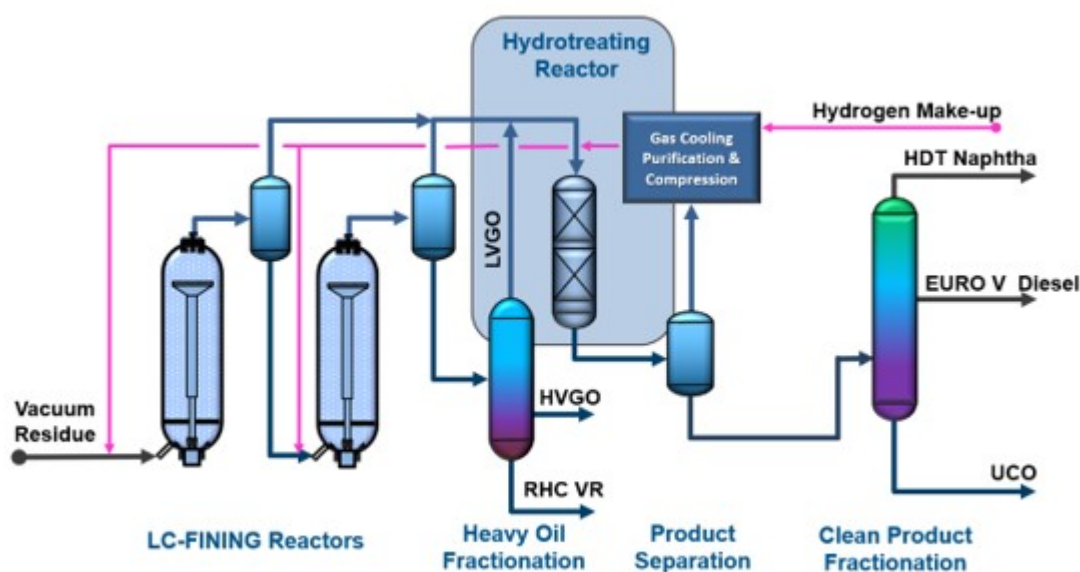 Hydrotreating
Reactor
Hydrogen Make-up
Gas Cooling
Purification &
Compression
HDT Naphtha
LVGO
EURO V Diesel
HVGO
Vacuum
Residue
RHC VR
UCO
LC-FINING Reactors
Heavy Oil
Fractionation
Product
Separation
Clean Product
Fractionation